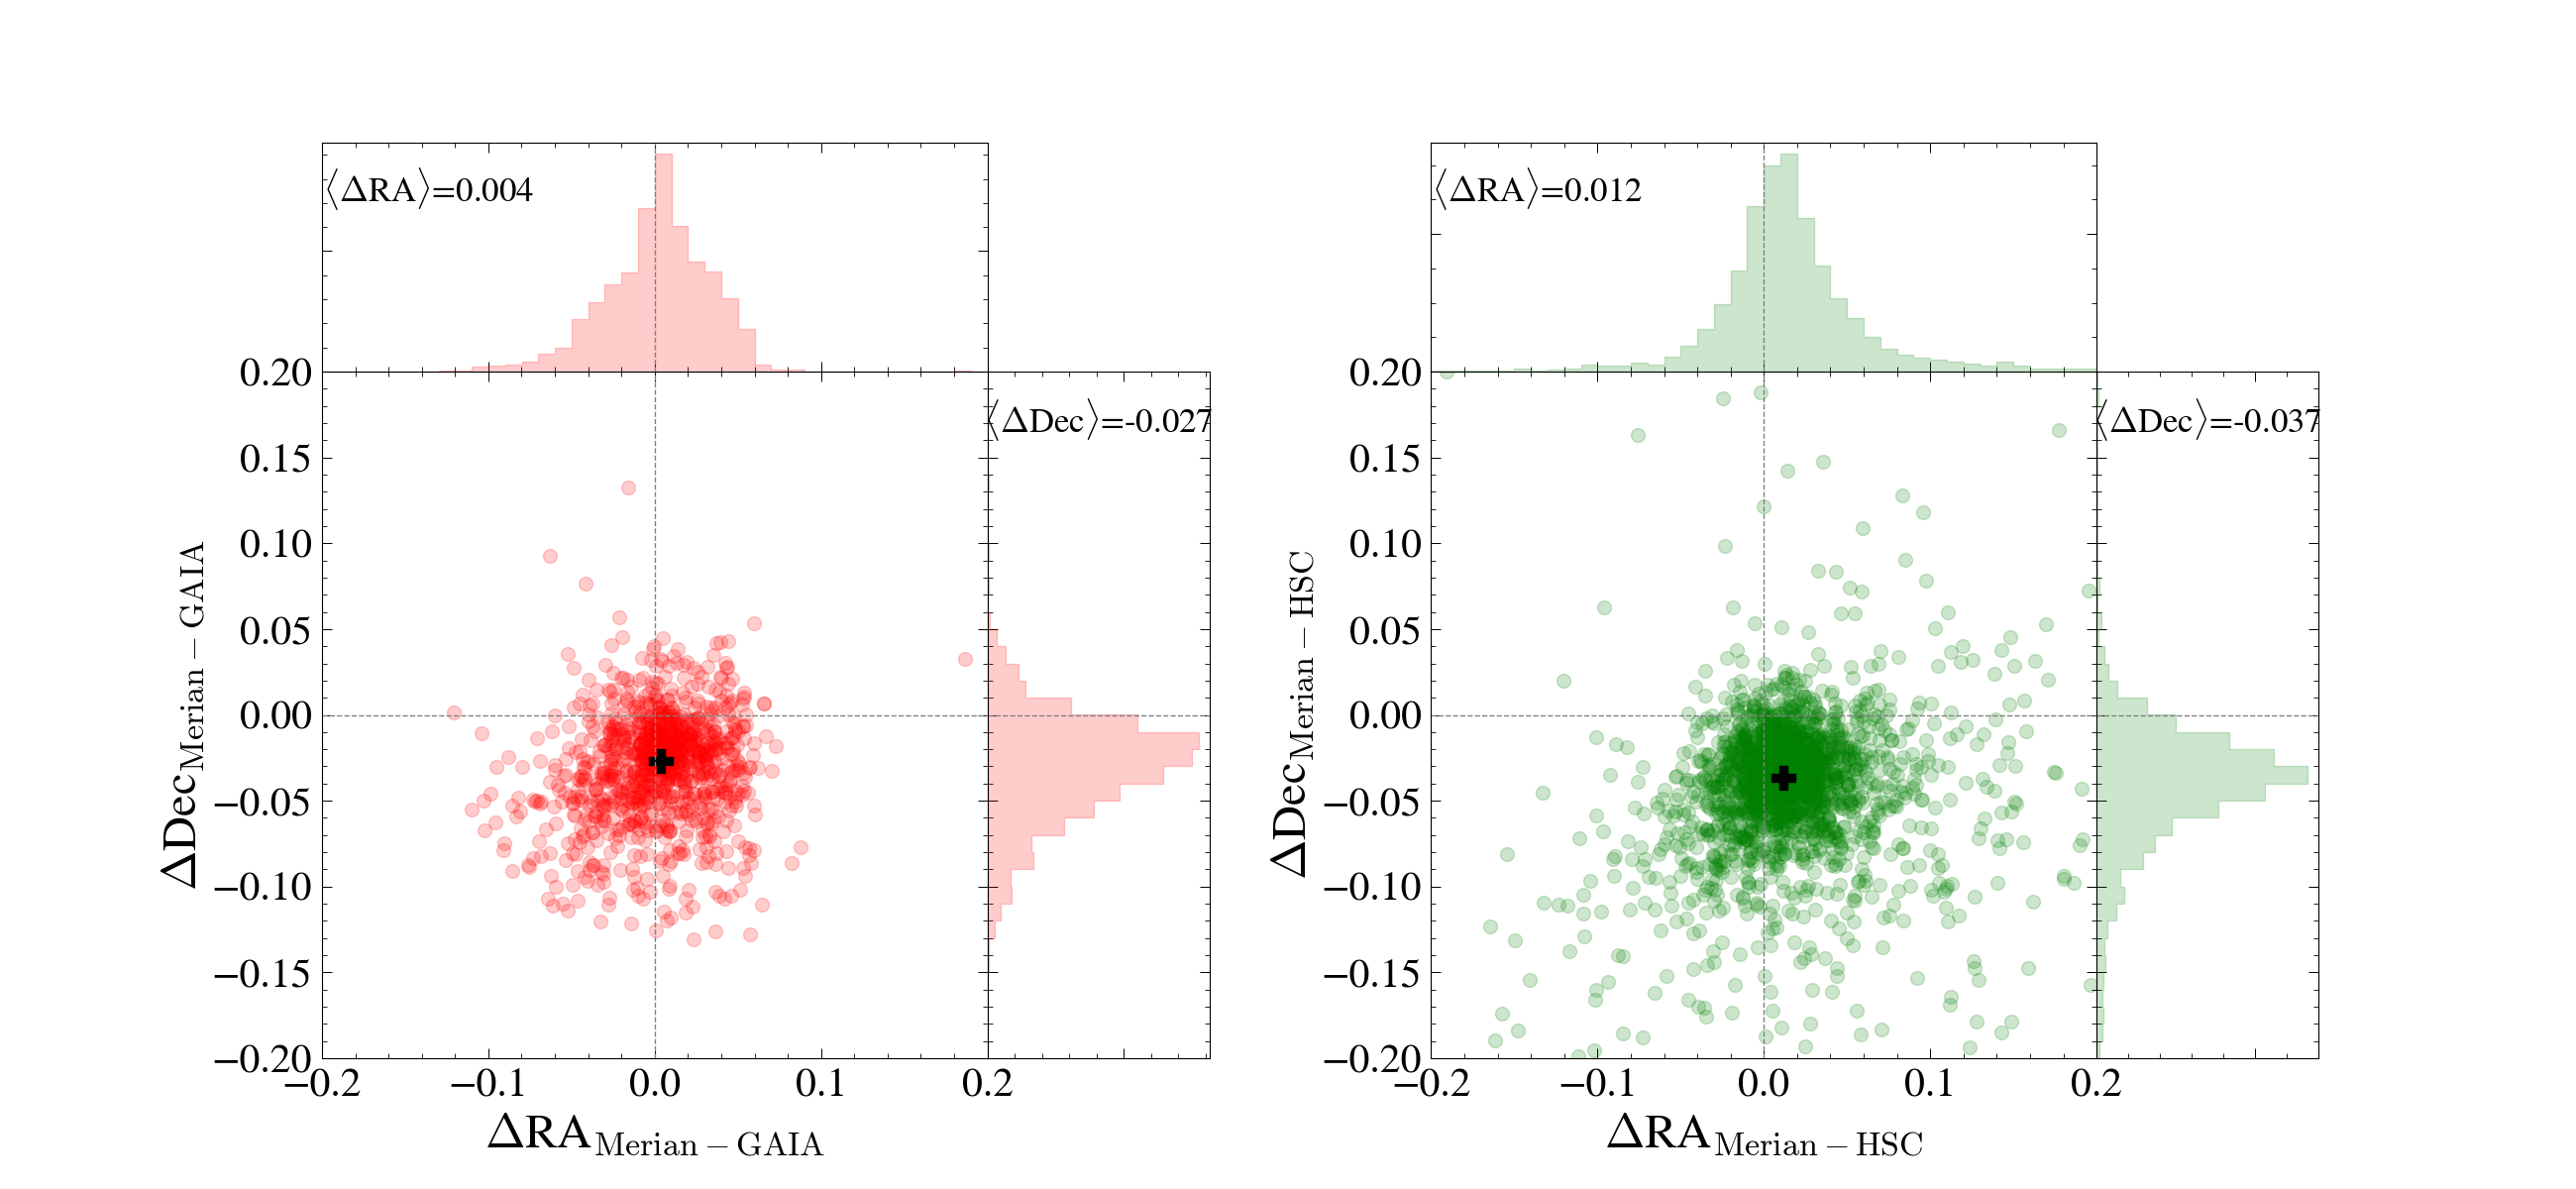 ⟨ΔRA⟩=0.004
⟨ΔDec⟩=-0.027
0.20
0.15
0.10
0.05
0.00
−0.05
−0.10
−0.15
−0.20
ΔDec_Merian−GAIA
−0.2 −0.1 0.0 0.1 0.2
ΔRA_Merian−GAIA
⟨ΔRA⟩=0.012
⟨ΔDec⟩=-0.037
0.20
0.15
0.10
0.05
0.00
−0.05
−0.10
−0.15
−0.20
ΔDec_Merian−HSC
−0.2 −0.1 0.0 0.1 0.2
ΔRA_Merian−HSC